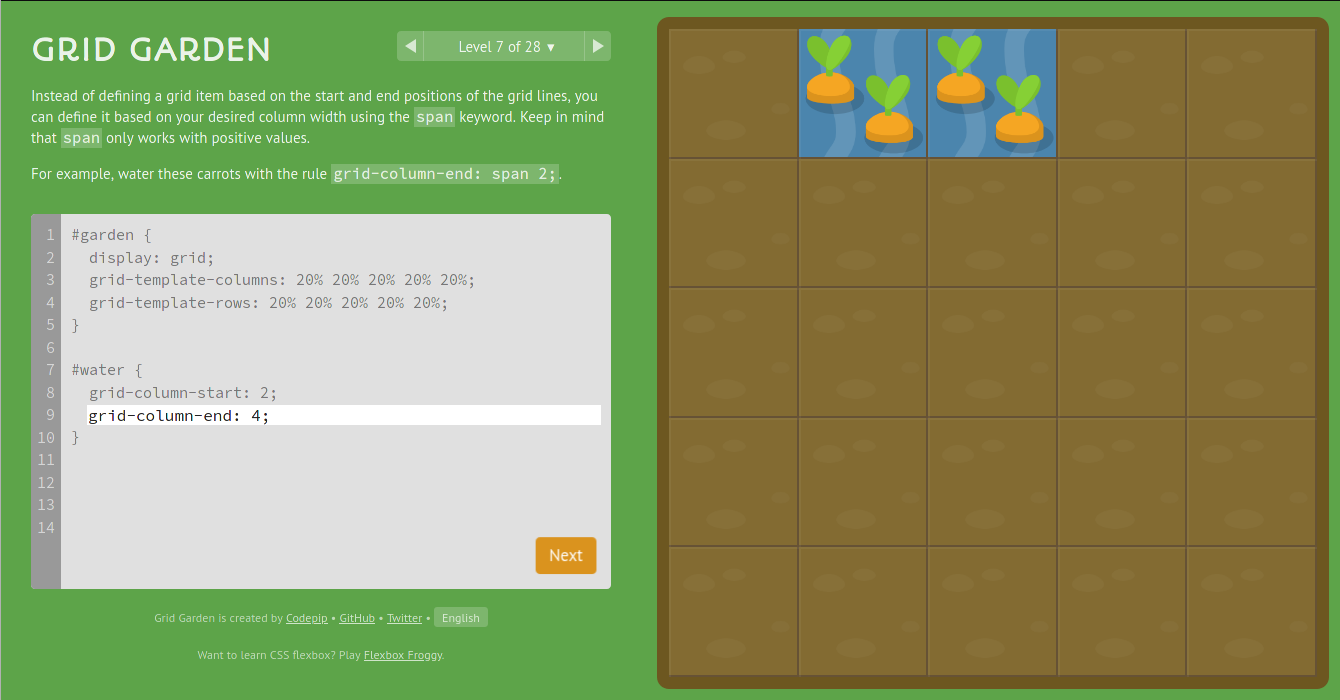 GRID GARDEN
◀ Level 7 of 28 ▼ ▶
Instead of defining a grid item based on the start and end positions of the grid lines, you
can define it based on your desired column width using the span keyword. Keep in mind
that span only works with positive values.
For example, water these carrots with the rule grid-column-end: span 2;.
1 #garden {
2   display: grid;
3   grid-template-columns: 20% 20% 20% 20% 20%;
4   grid-template-rows: 20% 20% 20% 20% 20%;
5 }
6
7 #water {
8   grid-column-start: 2;
9   grid-column-end: 4;
10 }
11
12
13
14
Next
Grid Garden is created by Codepip • GitHub • Twitter • English
Want to learn CSS flexbox? Play Flexbox Froggy.